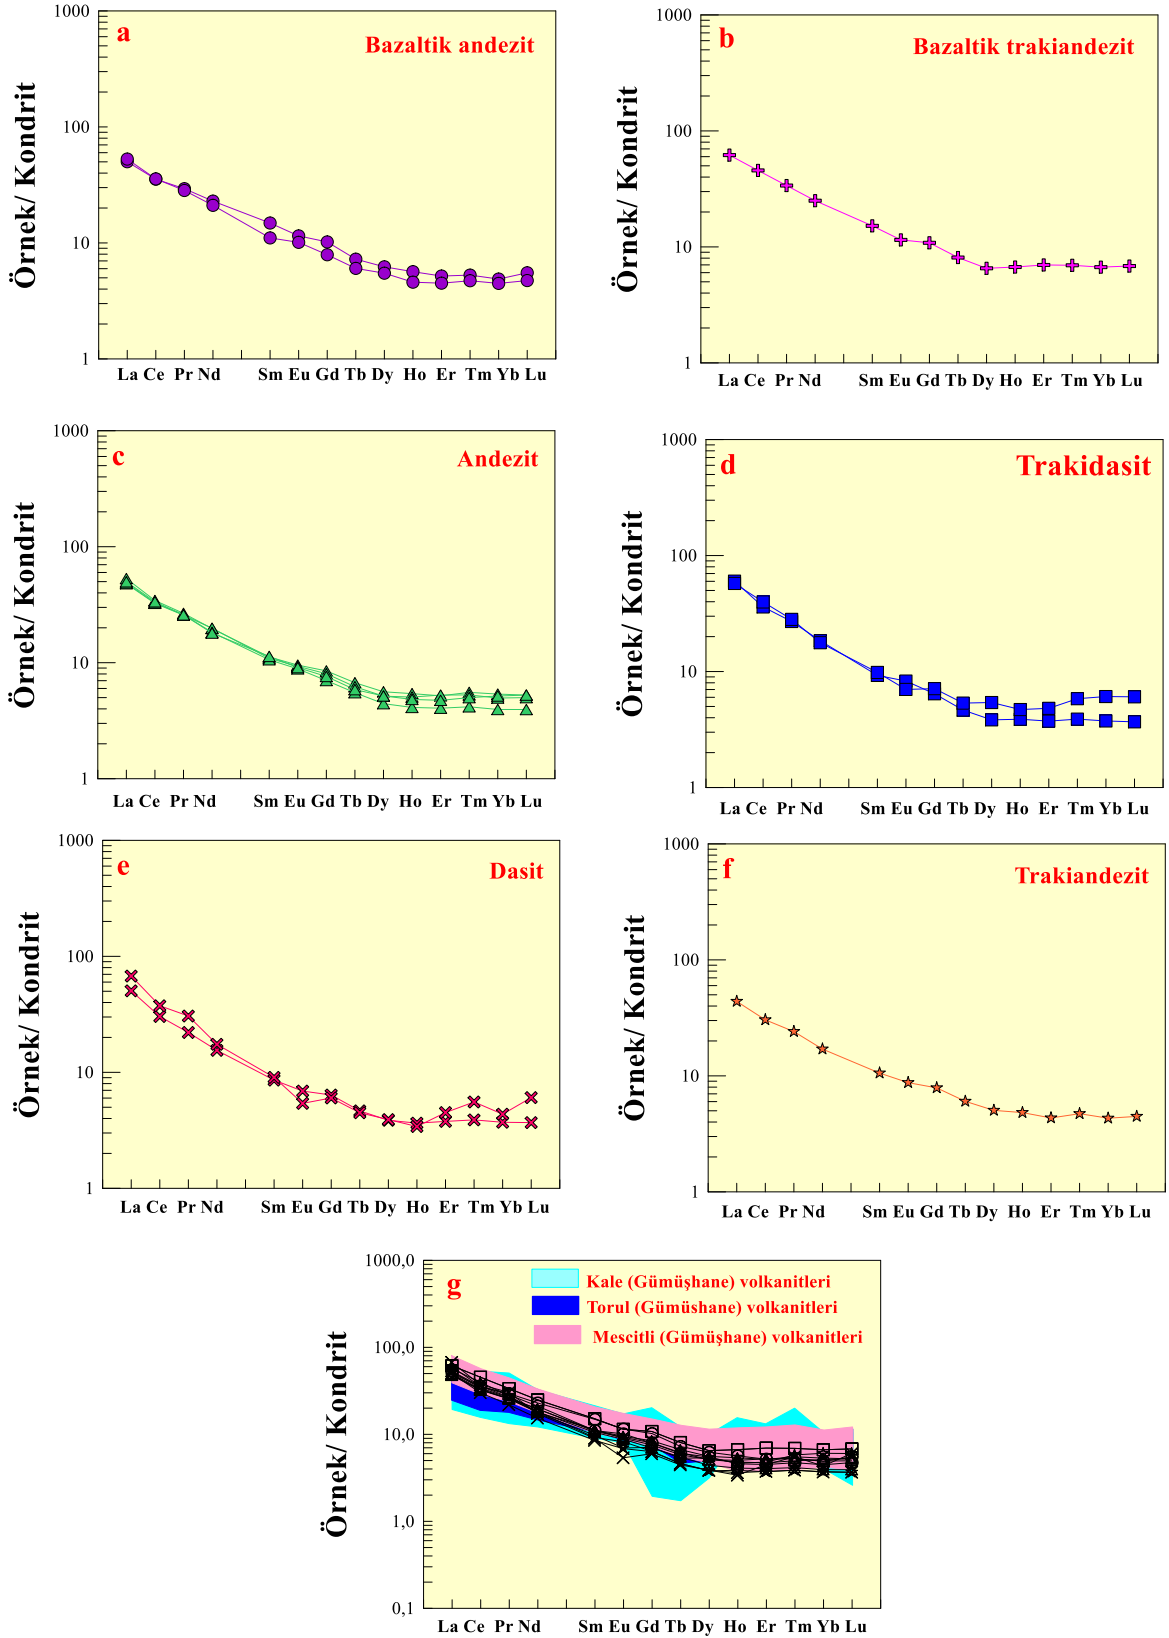 a
Bazaltik andezit
Örnek/ Kondrit
1000
100
10
1
La Ce Pr Nd Sm Eu Gd Tb Dy Ho Er Tm Yb Lu
b
Bazaltik trakiandezit
Örnek/ Kondrit
1000
100
10
1
La Ce Pr Nd Sm Eu Gd Tb Dy Ho Er Tm Yb Lu
c
Andezit
Örnek/ Kondrit
1000
100
10
1
La Ce Pr Nd Sm Eu Gd Tb Dy Ho Er Tm Yb Lu
d
Trakidasit
Örnek/ Kondrit
1000
100
10
1
La Ce Pr Nd Sm Eu Gd Tb Dy Ho Er Tm Yb Lu
e
Dasit
Örnek/ Kondrit
1000
100
10
1
La Ce Pr Nd Sm Eu Gd Tb Dy Ho Er Tm Yb Lu
f
Trakiandezit
Örnek/ Kondrit
1000
100
10
1
La Ce Pr Nd Sm Eu Gd Tb Dy Ho Er Tm Yb Lu
g
Kale (Gümüşhane) volkanitleri
Torul (Gümüshane) volkanitleri
Mescitli (Gümüşhane) volkanitleri
Örnek/ Kondrit
1000,0
100,0
10,0
1,0
0,1
La Ce Pr Nd Sm Eu Gd Tb Dy Ho Er Tm Yb Lu